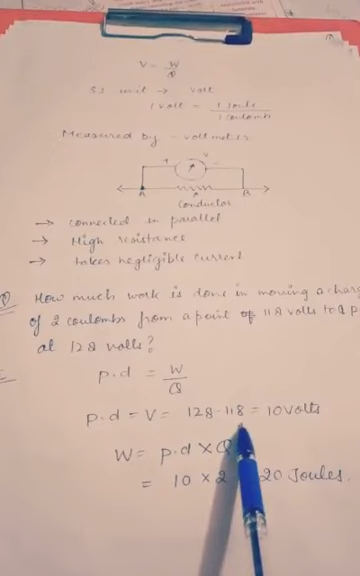 V = W/Q
S.I unit → Volt
1 Volt = 1 Joule / 1 Coulomb
Measured by - voltmeter
+ V -
A R B
Conductor
→ connected in parallel
→ High resistance
→ takes negligible current
Q How much work is done in moving a charge
of 2 coulombs from a point of 118 volts to a p
at 128 volts?
p.d = W/Q
p.d = V = 128-118 = 10 Volts
W = p.d × Q
= 10 × 2 20 Joules.